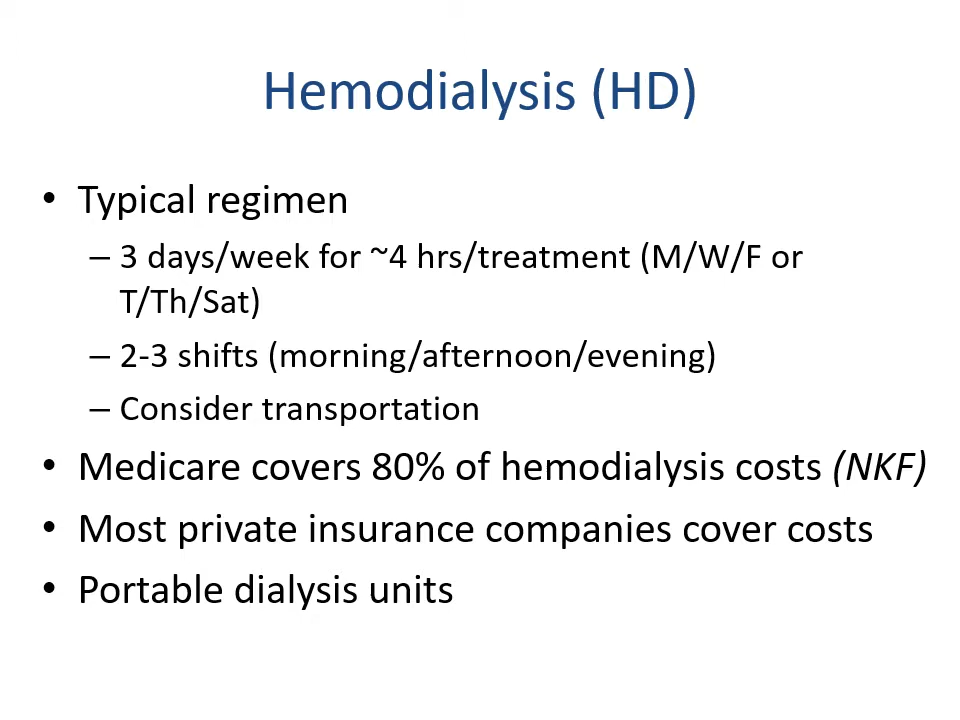 Hemodialysis (HD)
• Typical regimen
– 3 days/week for ~4 hrs/treatment (M/W/F or
T/Th/Sat)
– 2-3 shifts (morning/afternoon/evening)
– Consider transportation
• Medicare covers 80% of hemodialysis costs (NKF)
• Most private insurance companies cover costs
• Portable dialysis units